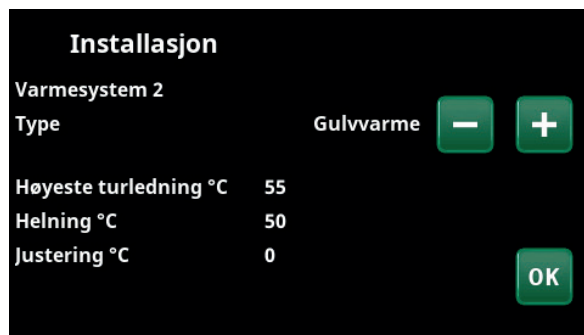 Installasjon
Varmesystem 2
Type Gulvvarme − +
Høyeste turledning °C 55
Helning °C 50
Justering °C 0
OK